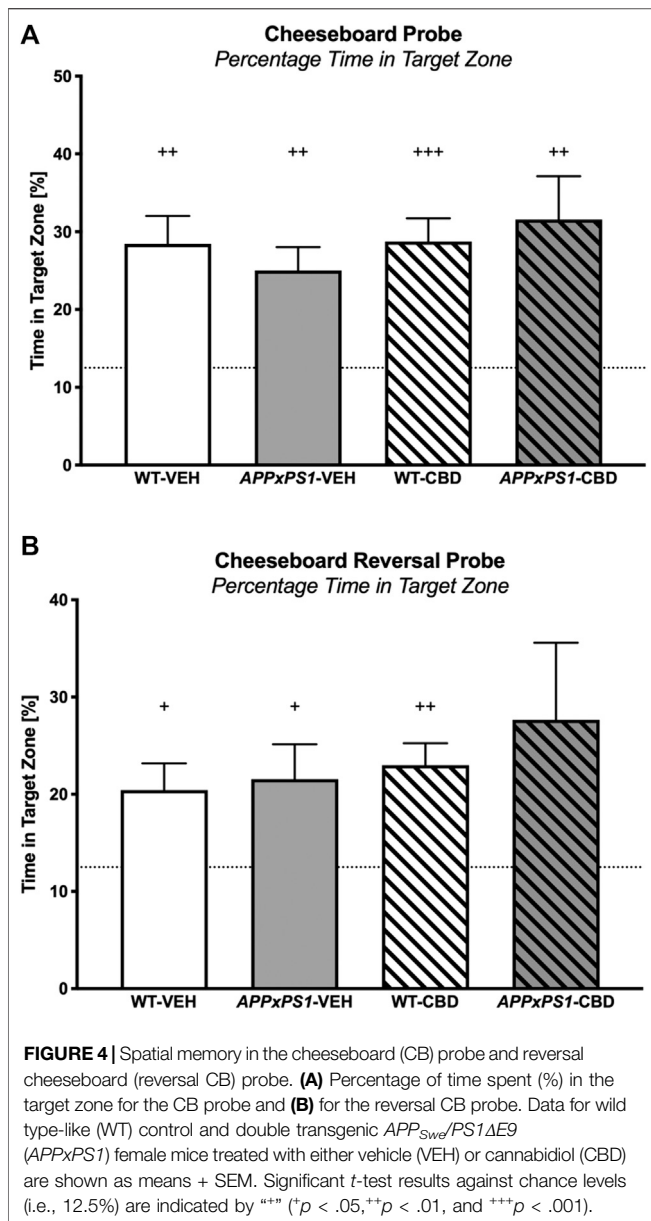 A
Cheeseboard Probe
Percentage Time in Target Zone
Time in Target Zone [%]
50
40
30
20
10
0
++
++
+++
++
WT-VEH
APPxPS1-VEH
WT-CBD
APPxPS1-CBD
B
Cheeseboard Reversal Probe
Percentage Time in Target Zone
Time in Target Zone [%]
40
30
20
10
0
+
+
++
WT-VEH
APPxPS1-VEH
WT-CBD
APPxPS1-CBD
FIGURE 4 | Spatial memory in the cheeseboard (CB) probe and reversal
cheeseboard (reversal CB) probe. (A) Percentage of time spent (%) in the
target zone for the CB probe and (B) for the reversal CB probe. Data for wild
type-like (WT) control and double transgenic APPSwe/PS1ΔE9
(APPxPS1) female mice treated with either vehicle (VEH) or cannabidiol (CBD)
are shown as means + SEM. Significant t-test results against chance levels
(i.e., 12.5%) are indicated by “+” (+p < .05,++p < .01, and +++p < .001).